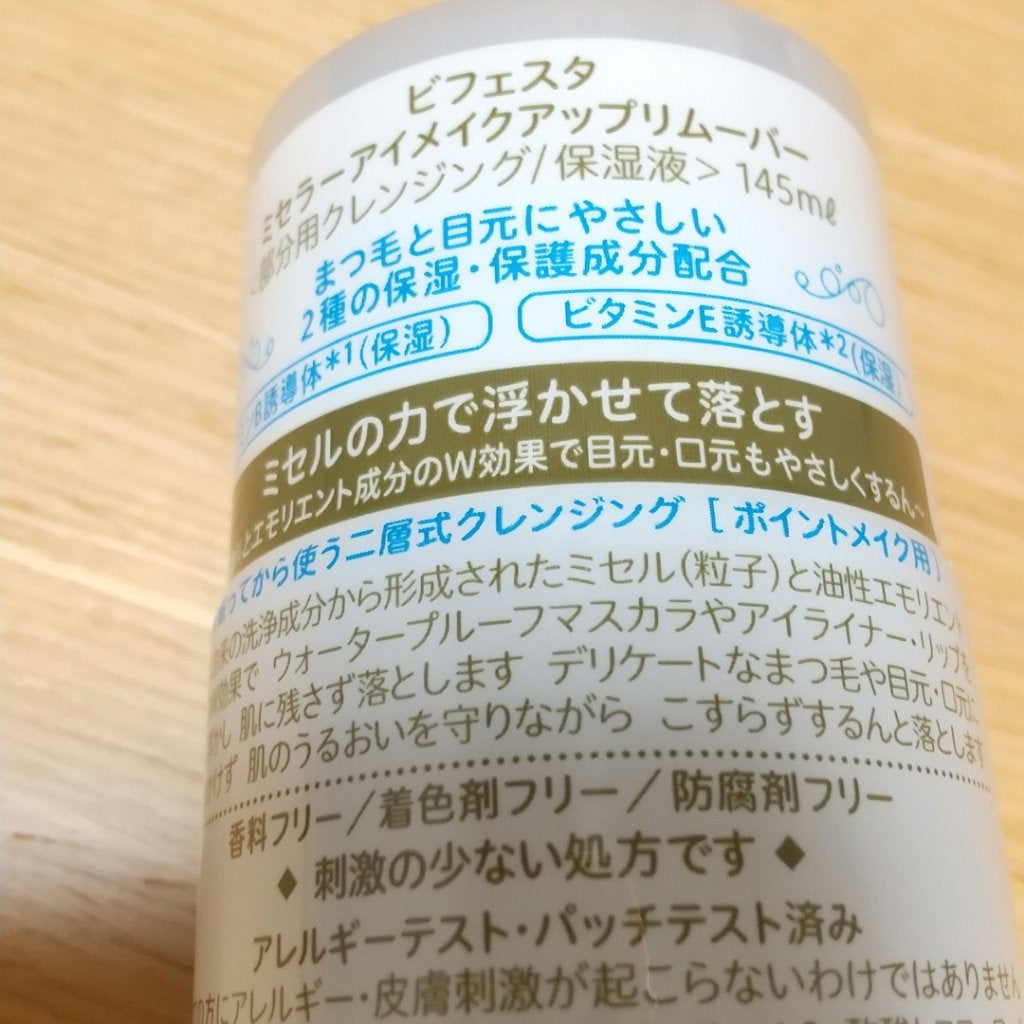 ビフェスタ
ミセラーアイメイクアップリムーバー
部分用クレンジング/保湿液> 145ml
まつ毛と目元にやさしい
2種の保湿・保護成分配合
ミンB誘導体*1(保湿)
ビタミンE誘導体*2(保湿)
ミセルの力で浮かせて落とす
とエモリエント成分のW効果で目元・口元もやさしくするん~
ってから使う二層式クレンジング [ポイントメイク用]
の洗浄成分から形成されたミセル(粒子)と油性エモリエント
効果で ウォータープルーフマスカラやアイライナー・リップを
かし 肌に残さず落とします デリケートなまつ毛や目元・口元に
けず 肌のうるおいを守りながら こすらずするんと落とします
香料フリー/着色剤フリー/防腐剤フリー
◆ 刺激の少ない処方です ◆
アレルギーテスト・パッチテスト済み
の方にアレルギー・皮膚刺激が起こらないわけではありません